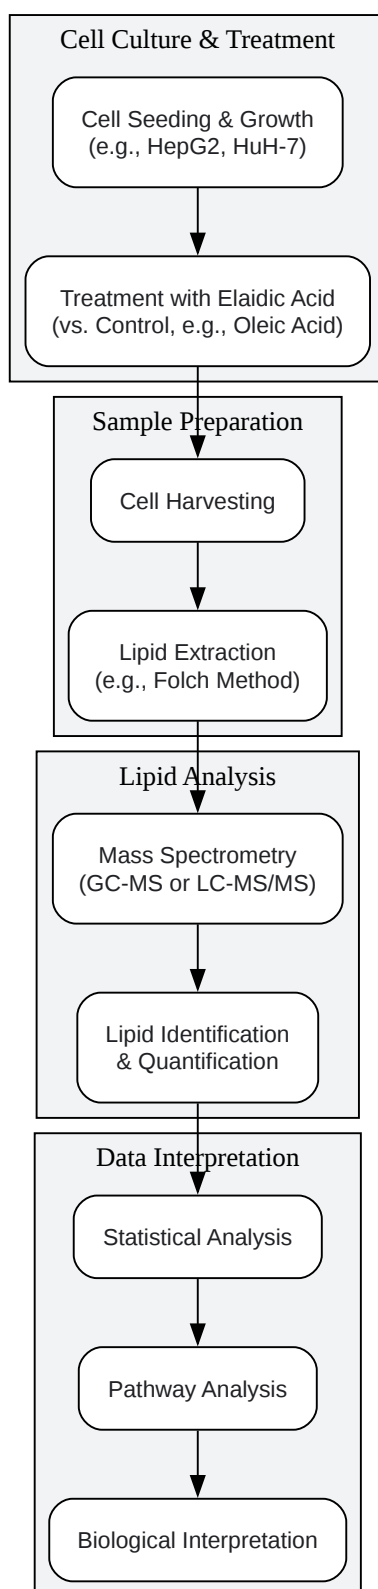 Cell Culture & Treatment
Cell Seeding & Growth
(e.g., HepG2, HuH-7)
Treatment with Elaidic Acid
(vs. Control, e.g., Oleic Acid)
Sample Preparation
Cell Harvesting
Lipid Extraction
(e.g., Folch Method)
Lipid Analysis
Mass Spectrometry
(GC-MS or LC-MS/MS)
Lipid Identification
& Quantification
Data Interpretation
Statistical Analysis
Pathway Analysis
Biological Interpretation